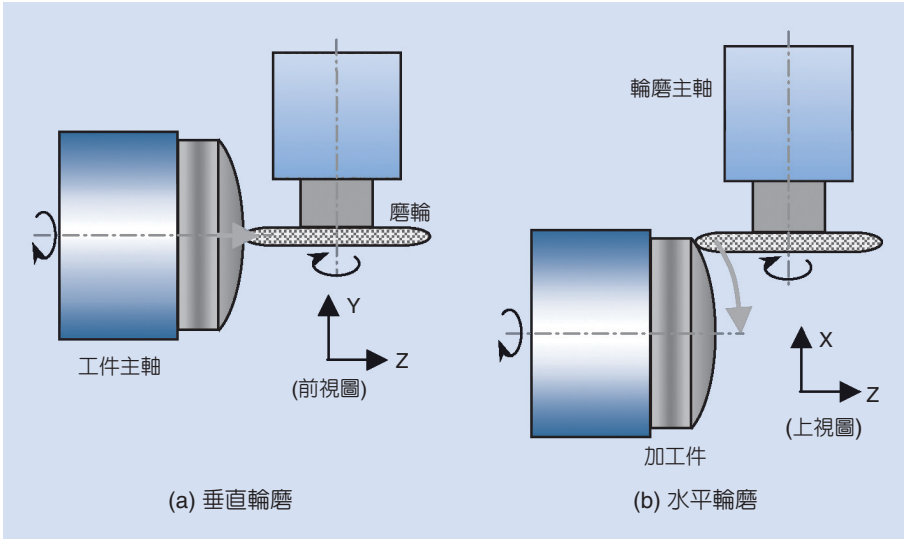 磨輪
工件主軸
Y
Z
(前視圖)
(a) 垂直輪磨
輪磨主軸
X
Z
(上視圖)
加工件
(b) 水平輪磨